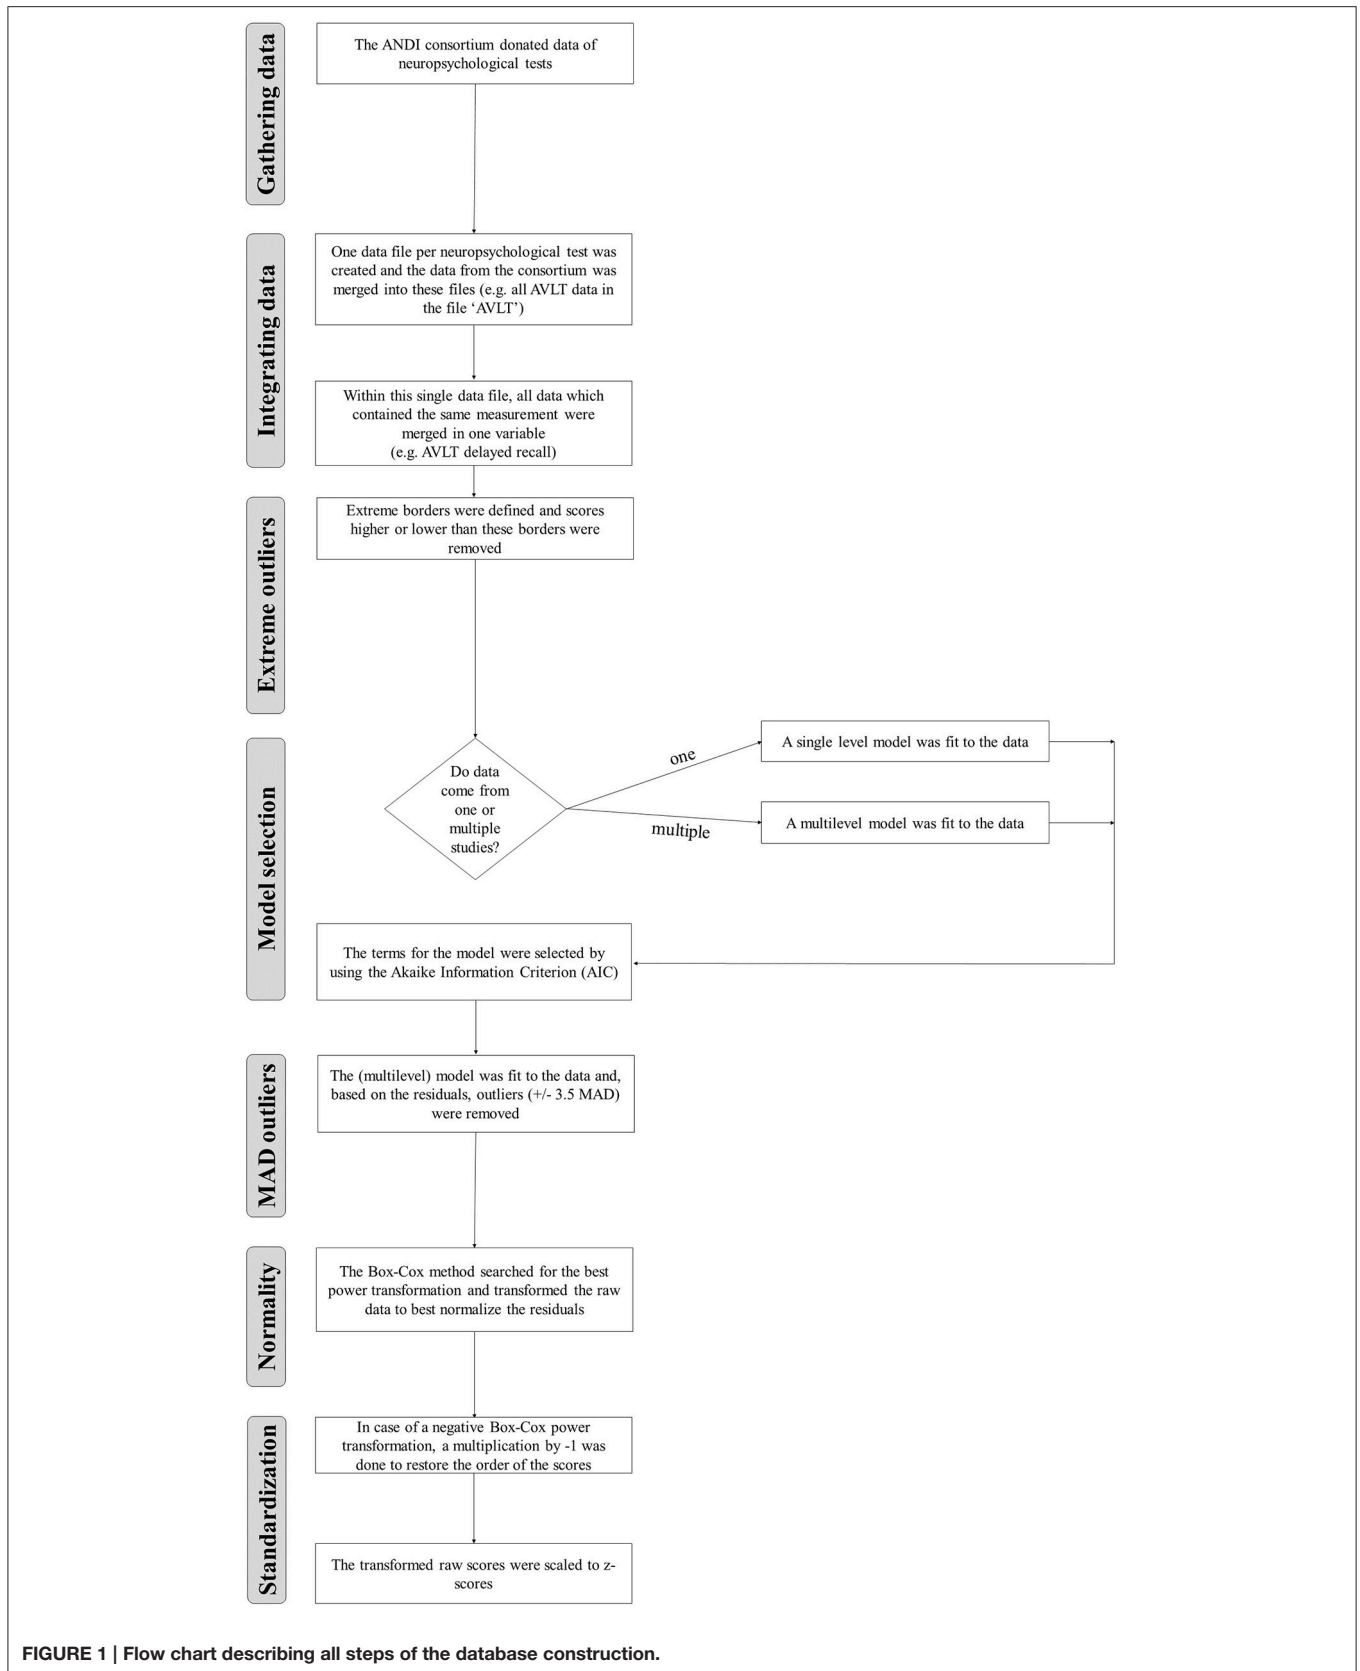 Gathering data
The ANDI consortium donated data of
neuropsychological tests
Integrating data
One data file per neuropsychological test was
created and the data from the consortium was
merged into these files (e.g. all AVLT data in
the file ‘AVLT’)
Within this single data file, all data which
contained the same measurement were
merged in one variable
(e.g. AVLT delayed recall)
Extreme outliers
Extreme borders were defined and scores
higher or lower than these borders were
removed
Model selection
Do data
come from
one or
multiple
studies?
one
A single level model was fit to the data
multiple
A multilevel model was fit to the data
The terms for the model were selected by
using the Akaike Information Criterion (AIC)
MAD outliers
The (multilevel) model was fit to the data and,
based on the residuals, outliers (+/- 3.5 MAD)
were removed
Normality
The Box-Cox method searched for the best
power transformation and transformed the raw
data to best normalize the residuals
Standardization
In case of a negative Box-Cox power
transformation, a multiplication by -1 was
done to restore the order of the scores
The transformed raw scores were scaled to z-
scores
FIGURE 1 | Flow chart describing all steps of the database construction.